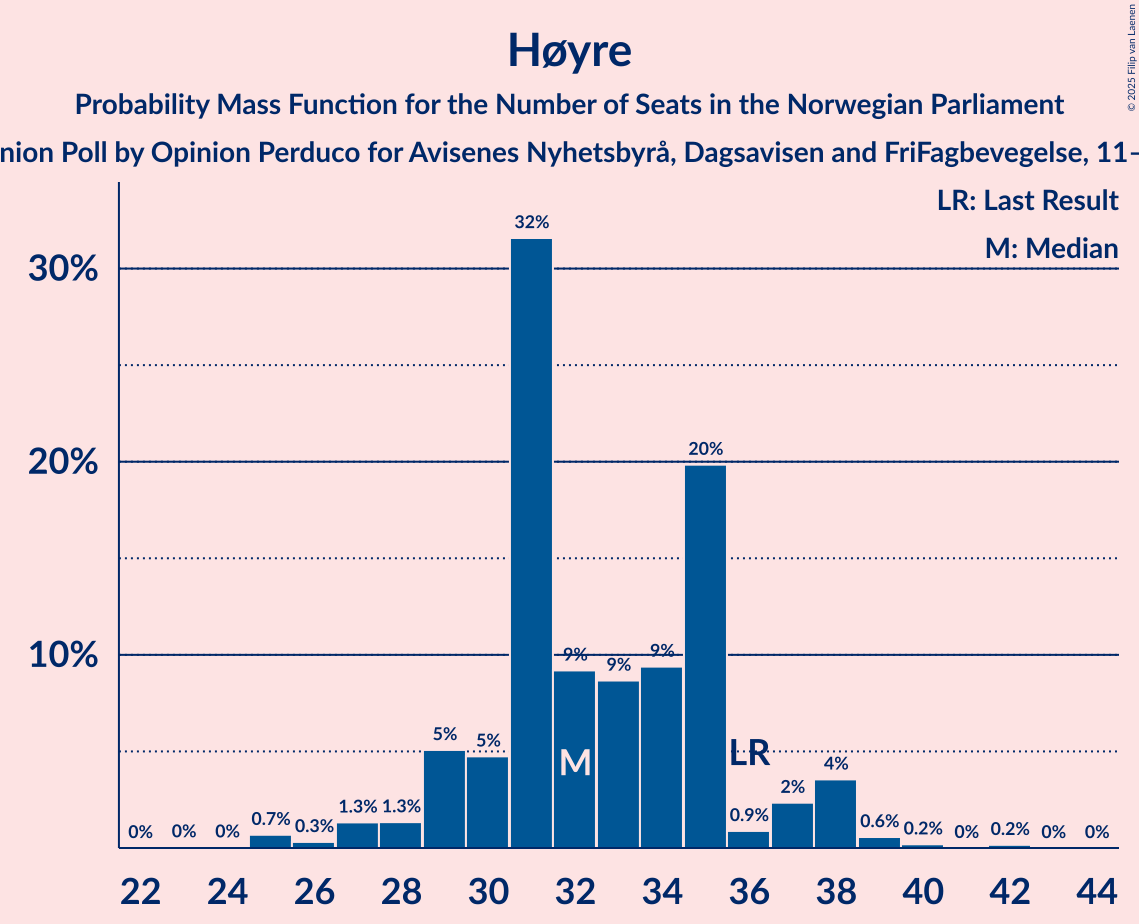 Høyre
Probability Mass Function for the Number of Seats in the Norwegian Parliament
nion Poll by Opinion Perduco for Avisenes Nyhetsbyrå, Dagsavisen and FriFagbevegelse, 11–
© 2025 Filip van Laenen
LR: Last Result
M: Median
30%
20%
10%
0% 0% 0% 0.7% 0.3% 1.3% 1.3% 5% 5% 32% 9% 9% 9% 20% 0.9% 2% 4% 0.6% 0.2% 0% 0.2% 0% 0%
M
LR
22 24 26 28 30 32 34 36 38 40 42 44